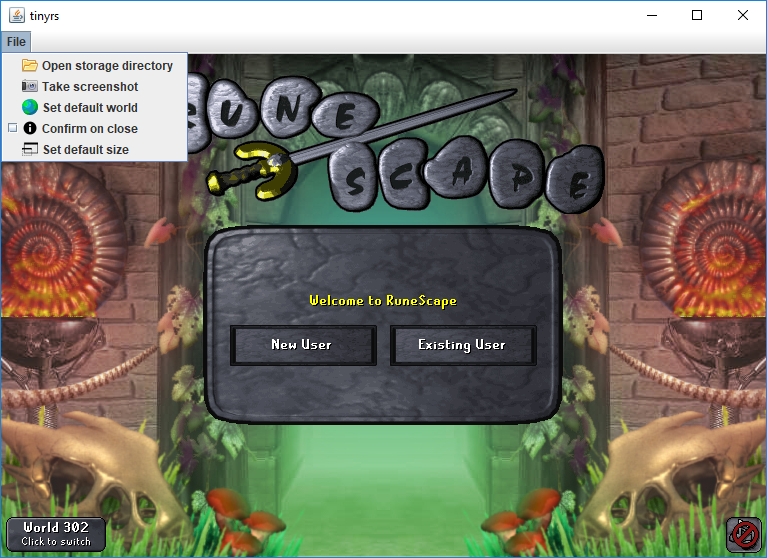 tinyrs
File
Open storage directory
Take screenshot
Set default world
Confirm on close
Set default size
RUNE
SCAPE
Welcome to RuneScape
New User
Existing User
World 302
Click to switch